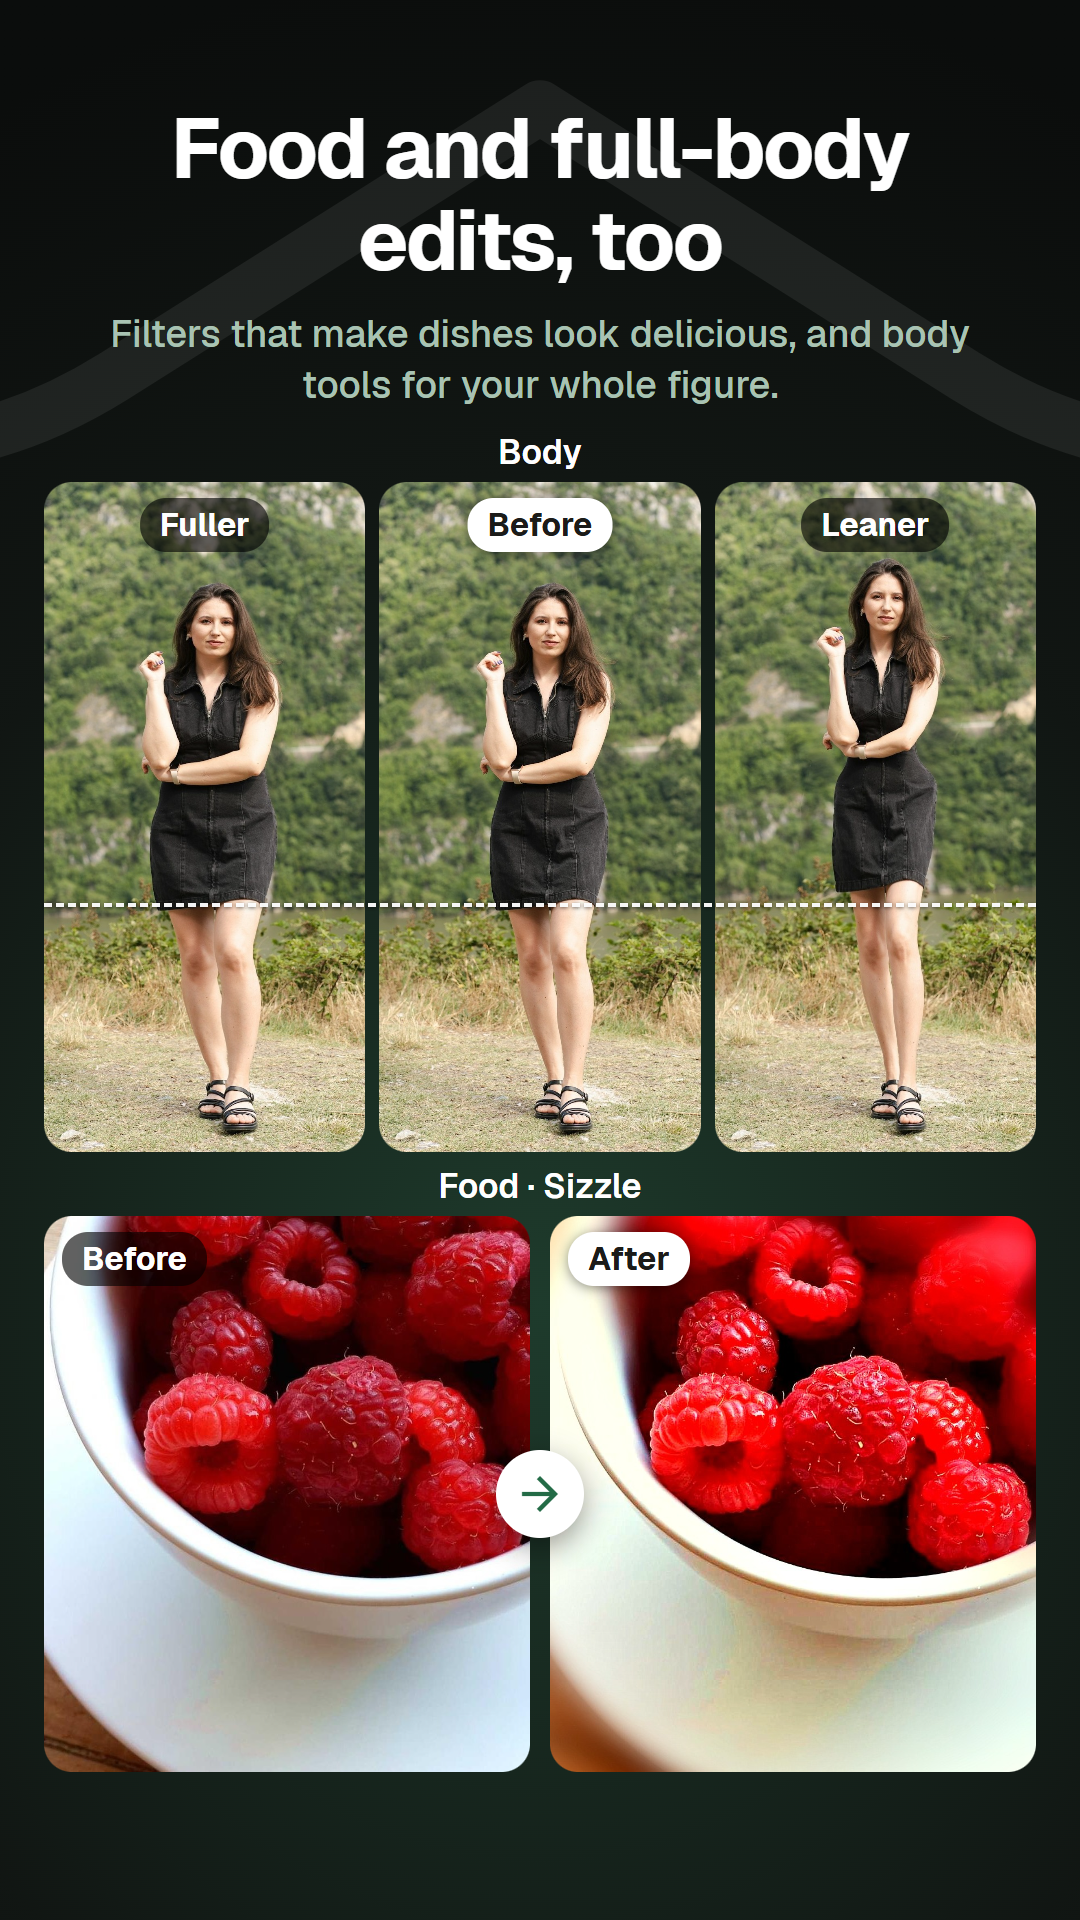 Food and full-body
edits, too
Filters that make dishes look delicious, and body
tools for your whole figure.
Body
Fuller
Before
Leaner
Food · Sizzle
Before
After